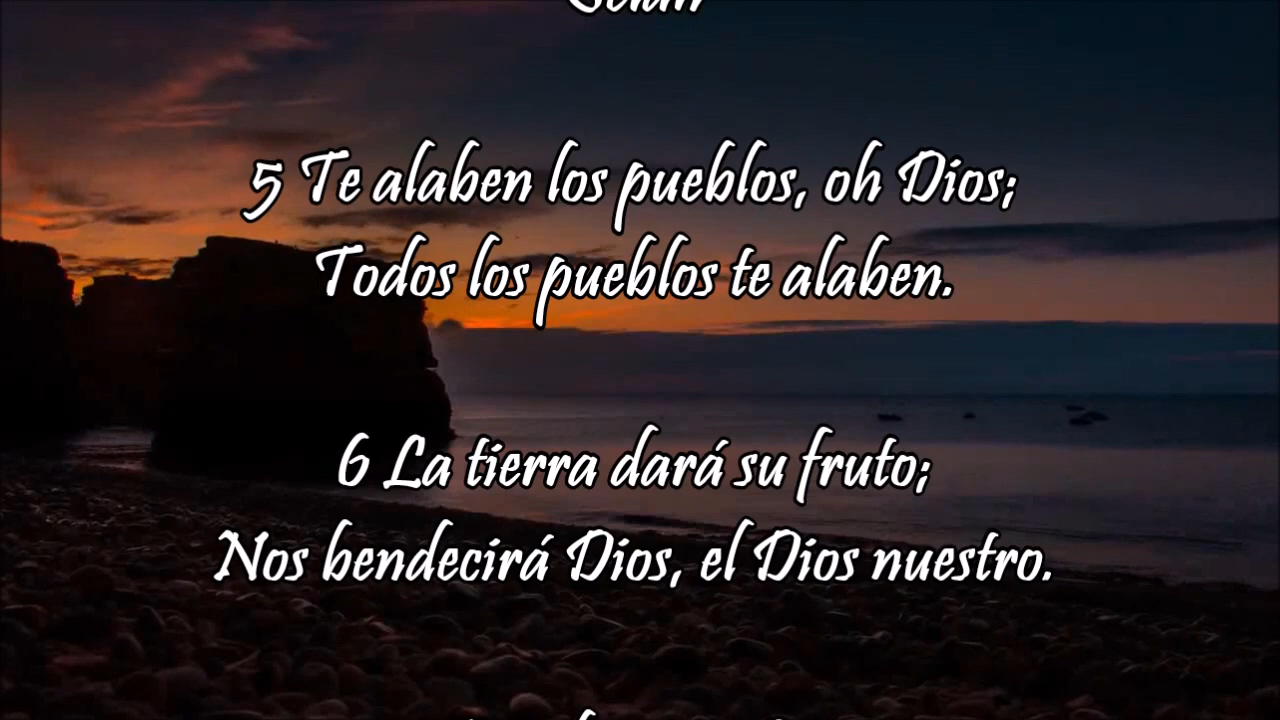 5 Te alaben los pueblos, oh Dios;
Todos los pueblos te alaben.
6 La tierra dará su fruto;
Nos bendecirá Dios, el Dios nuestro.